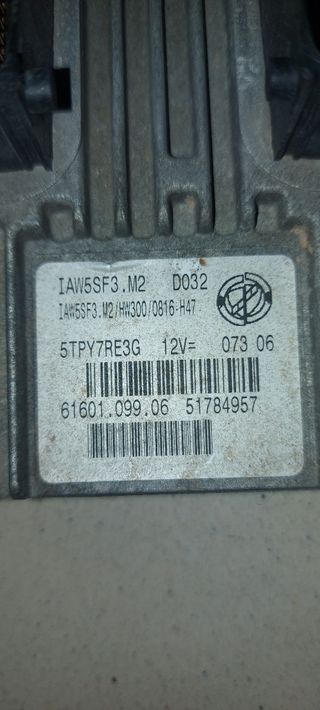 IAW5SF3.M2 D032
IAW5SF3.M2/HW300/0816-H47
5TPY7RE3G 12V= 073 06
61601.099.06 51784957